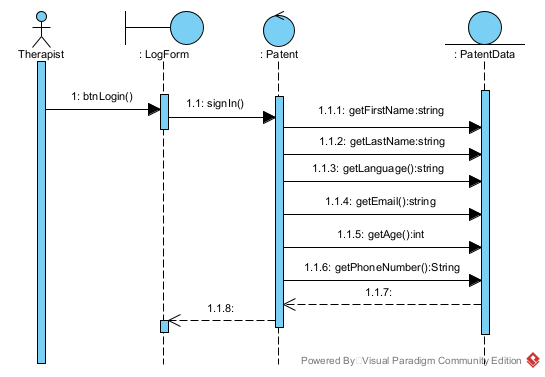 Therapist
: LogForm
: Patent
: PatentData
1: btnLogin()
1.1: signIn()
1.1.1: getFirstName:string
1.1.2: getLastName:string
1.1.3: getLanguage():string
1.1.4: getEmail():string
1.1.5: getAge():int
1.1.6: getPhoneNumber():String
1.1.7:
1.1.8:
Powered By Visual Paradigm Community Edition